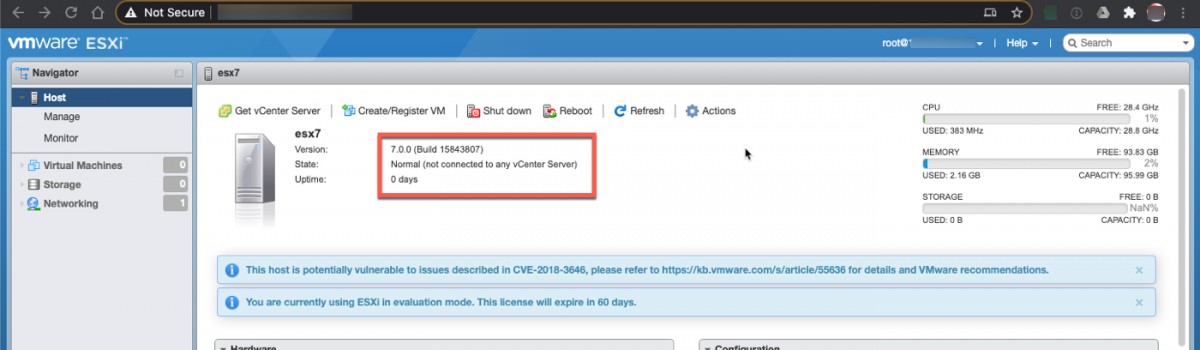 Not Secure
vmware ESXi™
root@
Help
Search
Navigator
esx7
Host
Manage
Monitor
Virtual Machines 0
Storage 0
Networking 1
Get vCenter Server | Create/Register VM | Shut down Reboot | Refresh | Actions
esx7
Version: 7.0.0 (Build 15843807)
State: Normal (not connected to any vCenter Server)
Uptime: 0 days
CPU FREE: 28.4 GHz
1%
USED: 383 MHz CAPACITY: 28.8 GHz
MEMORY FREE: 93.83 GB
2%
USED: 2.16 GB CAPACITY: 95.99 GB
STORAGE FREE: 0 B
NaN%
USED: 0 B CAPACITY: 0 B
This host is potentially vulnerable to issues described in CVE-2018-3646, please refer to https://kb.vmware.com/s/article/55636 for details and VMware recommendations.
You are currently using ESXi in evaluation mode. This license will expire in 60 days.
Hardware
Configuration